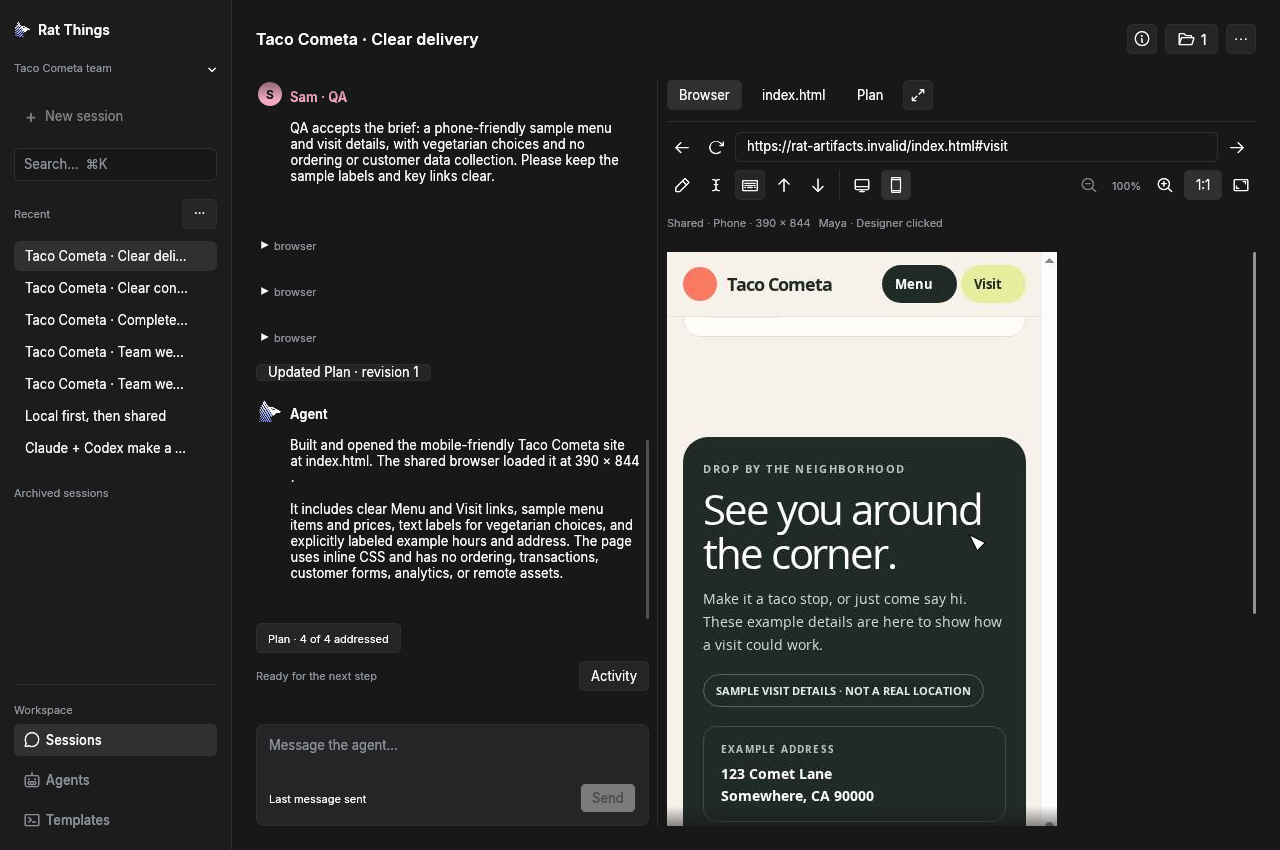 Rat Things
Taco Cometa team
+ New session
Search... ⌘K
Recent
...
Taco Cometa · Clear deli...
Taco Cometa · Clear con...
Taco Cometa · Complete...
Taco Cometa · Team we...
Taco Cometa · Team we...
Local first, then shared
Claude + Codex make a ...
Archived sessions
Workspace
Sessions
Agents
Templates
Taco Cometa · Clear delivery
1
...
S
Sam · QA
QA accepts the brief: a phone-friendly sample menu
and visit details, with vegetarian choices and no
ordering or customer data collection. Please keep the
sample labels and key links clear.
browser
browser
browser
Updated Plan · revision 1
Agent
Built and opened the mobile-friendly Taco Cometa site
at index.html. The shared browser loaded it at 390 × 844
.
It includes clear Menu and Visit links, sample menu
items and prices, text labels for vegetarian choices, and
explicitly labeled example hours and address. The page
uses inline CSS and has no ordering, transactions,
customer forms, analytics, or remote assets.
Plan · 4 of 4 addressed
Ready for the next step
Activity
Message the agent...
Last message sent
Send
Browser
index.html
Plan
https://rat-artifacts.invalid/index.html#visit
100%
1:1
Shared · Phone · 390 × 844 Maya · Designer clicked
Taco Cometa
Menu
Visit
DROP BY THE NEIGHBORHOOD
See you around
the corner.
Make it a taco stop, or just come say hi.
These example details are here to show how
a visit could work.
SAMPLE VISIT DETAILS · NOT A REAL LOCATION
EXAMPLE ADDRESS
123 Comet Lane
Somewhere, CA 90000